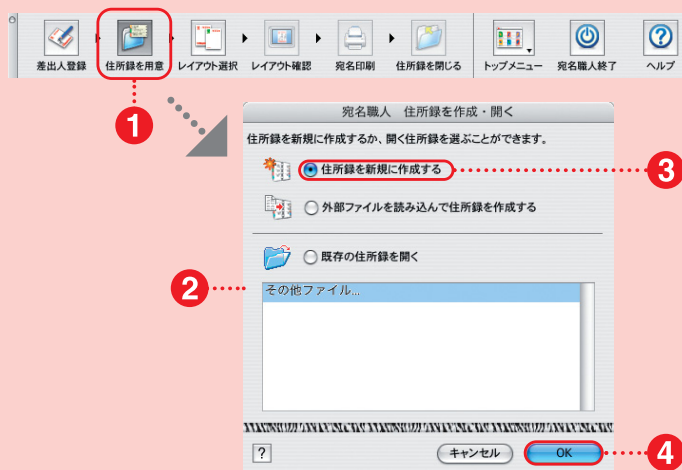 差出人登録
住所録を用意
レイアウト選択
レイアウト確認
宛名印刷
住所録を閉じる
トップメニュー
宛名職人終了
ヘルプ
1
宛名職人 住所録を作成・開く
住所録を新規に作成するか、開く住所録を選ぶことができます。
住所録を新規に作成する
3
外部ファイルを読み込んで住所録を作成する
既存の住所録を開く
2
その他ファイル...
?
キャンセル
OK
4